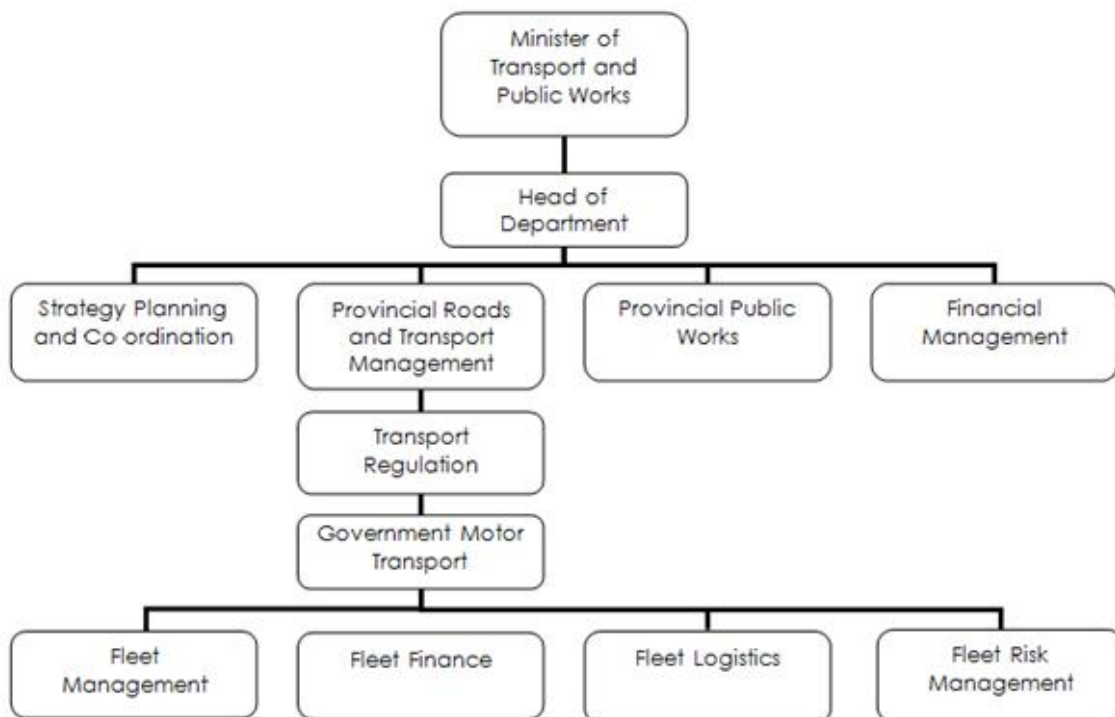 Minister of
Transport and
Public Works
Head of
Department
Strategy Planning
and Co ordination
Provincial Roads
and Transport
Management
Provincial Public
Works
Financial
Management
Transport
Regulation
Government Motor
Transport
Fleet
Management
Fleet Finance
Fleet Logistics
Fleet Risk
Management